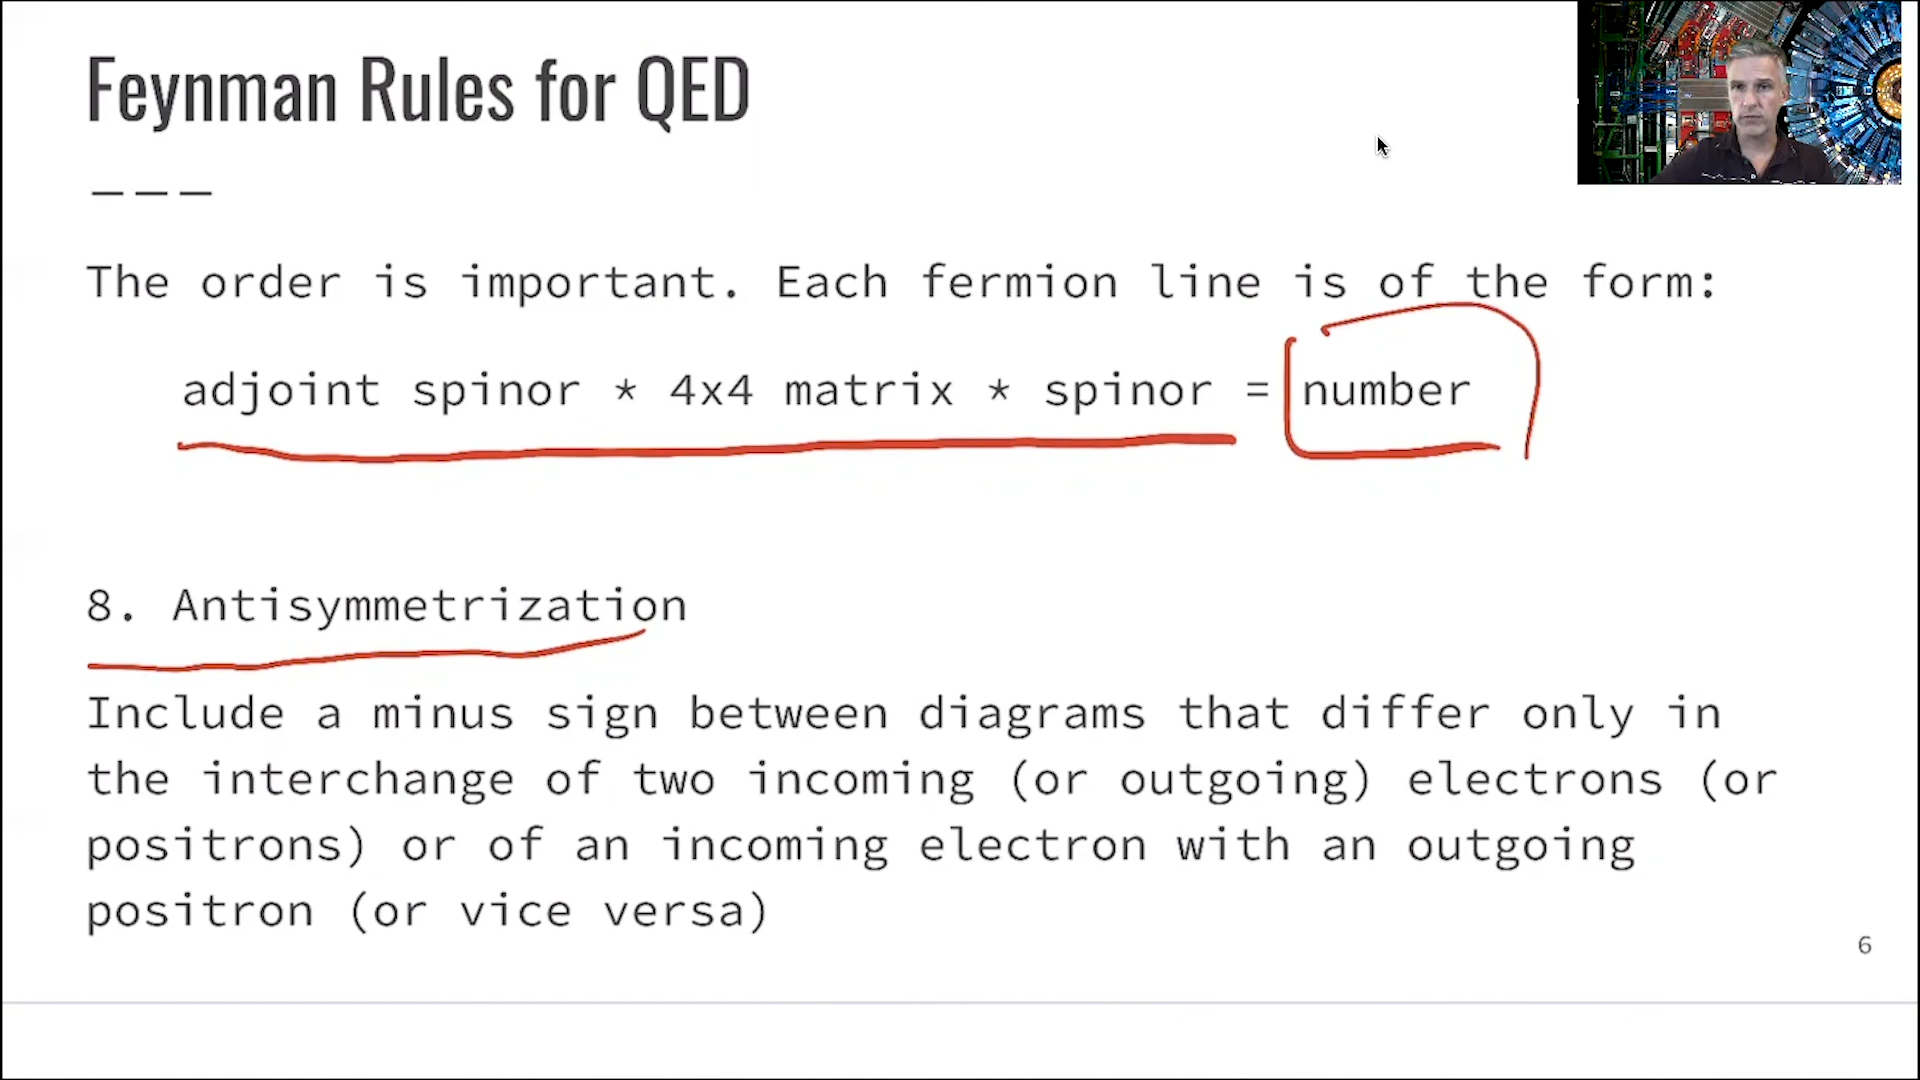 Feynman Rules for QED
———
The order is important. Each fermion line is of the form:
adjoint spinor * 4x4 matrix * spinor = number
8. Antisymmetrization
Include a minus sign between diagrams that differ only in
the interchange of two incoming (or outgoing) electrons (or
positrons) or of an incoming electron with an outgoing
positron (or vice versa)
6